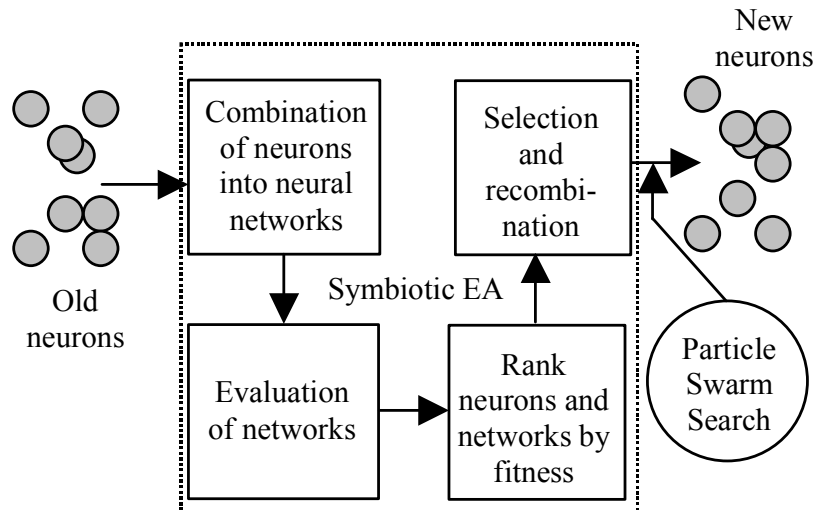 New
neurons
Combination
of neurons
into neural
networks
Selection
and
recombi-
nation
Old
neurons
Symbiotic EA
Evaluation
of networks
Rank
neurons and
networks by
fitness
Particle
Swarm
Search